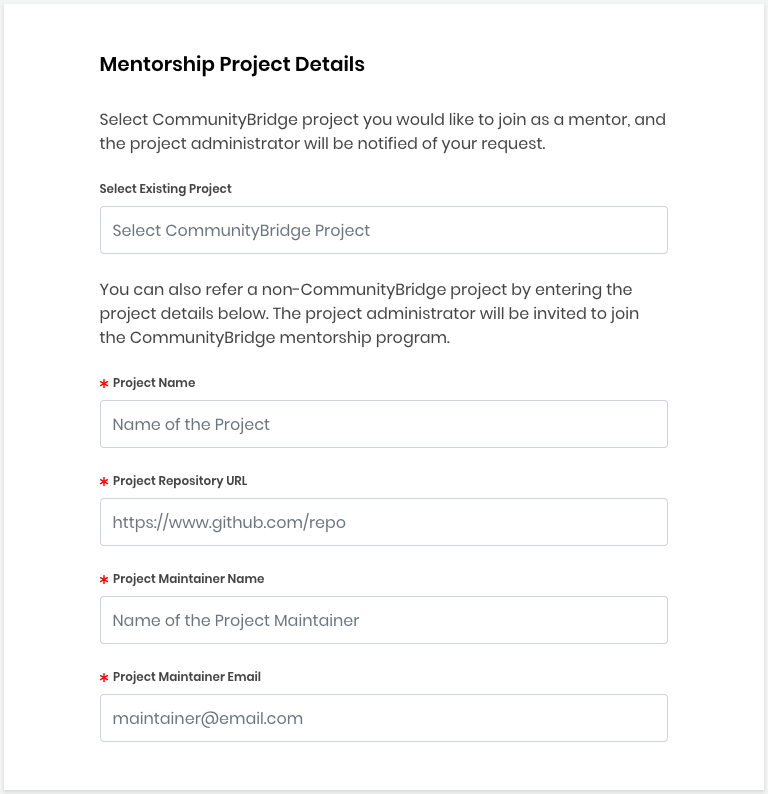 Mentorship Project Details
Select CommunityBridge project you would like to join as a mentor, and
the project administrator will be notified of your request.
Select Existing Project
Select CommunityBridge Project
You can also refer a non-CommunityBridge project by entering the
project details below. The project administrator will be invited to join
the CommunityBridge mentorship program.
* Project Name
Name of the Project
* Project Repository URL
https://www.github.com/repo
* Project Maintainer Name
Name of the Project Maintainer
* Project Maintainer Email
maintainer@email.com